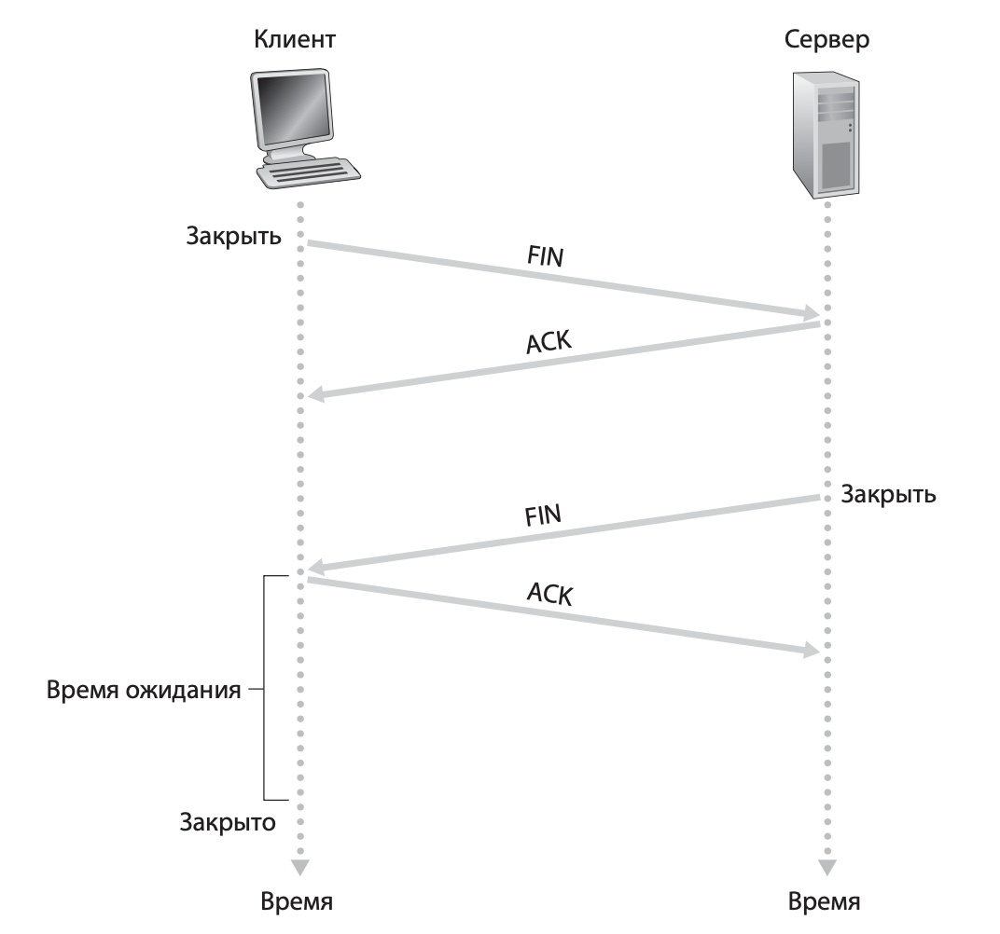 Клиент
Сервер
Закрыть
FIN
ACK
Закрыть
FIN
ACK
Время ожидания
Закрыто
Время
Время